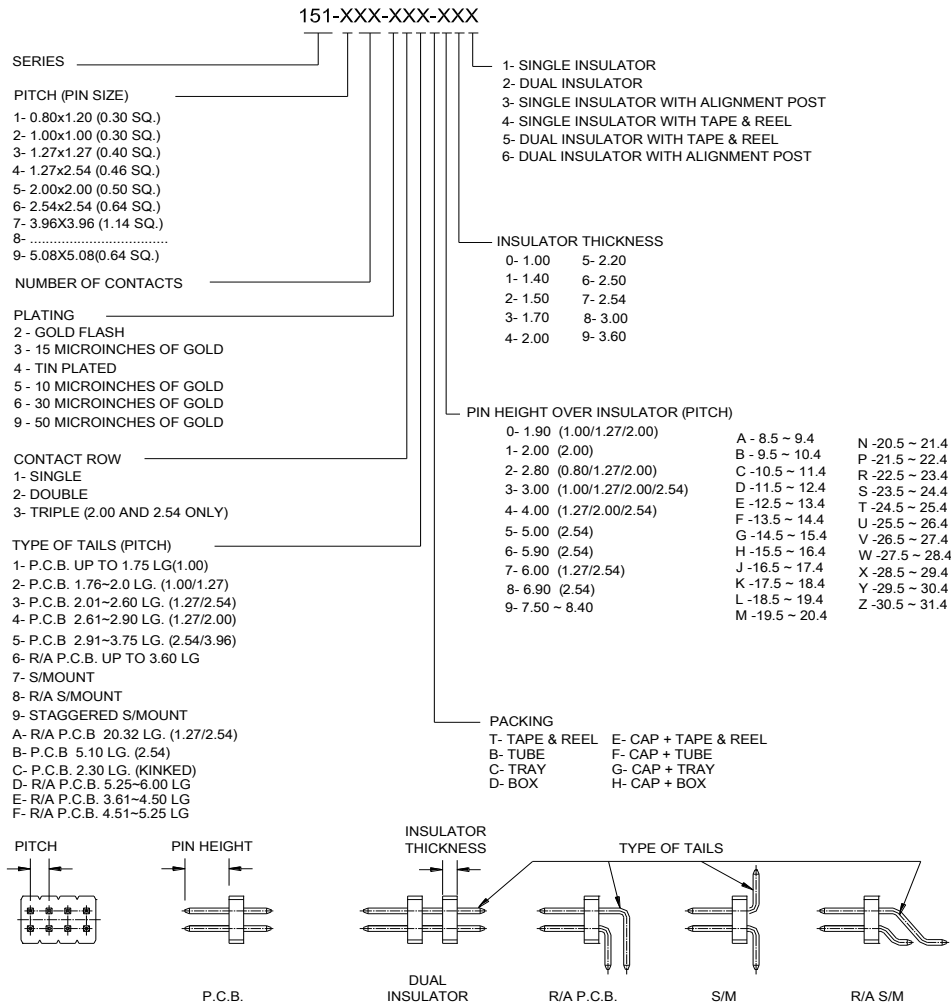 151-XXX-XXX-XXX
SERIES
PITCH (PIN SIZE)
1- 0.80x1.20 (0.30 SQ.)
2- 1.00x1.00 (0.30 SQ.)
3- 1.27x1.27 (0.40 SQ.)
4- 1.27x2.54 (0.46 SQ.)
5- 2.00x2.00 (0.50 SQ.)
6- 2.54x2.54 (0.64 SQ.)
7- 3.96X3.96 (1.14 SQ.)
8- ...................................
9- 5.08X5.08(0.64 SQ.)
NUMBER OF CONTACTS
PLATING
2 - GOLD FLASH
3 - 15 MICROINCHES OF GOLD
4 - TIN PLATED
5 - 10 MICROINCHES OF GOLD
6 - 30 MICROINCHES OF GOLD
9 - 50 MICROINCHES OF GOLD
CONTACT ROW
1- SINGLE
2- DOUBLE
3- TRIPLE (2.00 AND 2.54 ONLY)
TYPE OF TAILS (PITCH)
1- P.C.B. UP TO 1.75 LG(1.00)
2- P.C.B. 1.76~2.0 LG. (1.00/1.27)
3- P.C.B. 2.01~2.60 LG. (1.27/2.54)
4- P.C.B 2.61~2.90 LG. (1.27/2.00)
5- P.C.B 2.91~3.75 LG. (2.54/3.96)
6- R/A P.C.B. UP TO 3.60 LG
7- S/MOUNT
8- R/A S/MOUNT
9- STAGGERED S/MOUNT
A- R/A P.C.B 20.32 LG. (1.27/2.54)
B- P.C.B 5.10 LG. (2.54)
C- P.C.B. 2.30 LG. (KINKED)
D- R/A P.C.B. 5.25~6.00 LG
E- R/A P.C.B. 3.61~4.50 LG
F- R/A P.C.B. 4.51~5.25 LG
1- SINGLE INSULATOR
2- DUAL INSULATOR
3- SINGLE INSULATOR WITH ALIGNMENT POST
4- SINGLE INSULATOR WITH TAPE & REEL
5- DUAL INSULATOR WITH TAPE & REEL
6- DUAL INSULATOR WITH ALIGNMENT POST
INSULATOR THICKNESS
0- 1.00 5- 2.20
1- 1.40 6- 2.50
2- 1.50 7- 2.54
3- 1.70 8- 3.00
4- 2.00 9- 3.60
PIN HEIGHT OVER INSULATOR (PITCH)
0- 1.90 (1.00/1.27/2.00)
1- 2.00 (2.00)
2- 2.80 (0.80/1.27/2.00)
3- 3.00 (1.00/1.27/2.00/2.54)
4- 4.00 (1.27/2.00/2.54)
5- 5.00 (2.54)
6- 5.90 (2.54)
7- 6.00 (1.27/2.54)
8- 6.90 (2.54)
9- 7.50 ~ 8.40
A - 8.5 ~ 9.4
B - 9.5 ~ 10.4
C -10.5 ~ 11.4
D -11.5 ~ 12.4
E -12.5 ~ 13.4
F -13.5 ~ 14.4
G -14.5 ~ 15.4
H -15.5 ~ 16.4
J -16.5 ~ 17.4
K -17.5 ~ 18.4
L -18.5 ~ 19.4
M -19.5 ~ 20.4
N -20.5 ~ 21.4
P -21.5 ~ 22.4
R -22.5 ~ 23.4
S -23.5 ~ 24.4
T -24.5 ~ 25.4
U -25.5 ~ 26.4
V -26.5 ~ 27.4
W -27.5 ~ 28.4
X -28.5 ~ 29.4
Y -29.5 ~ 30.4
Z -30.5 ~ 31.4
PACKING
T- TAPE & REEL E- CAP + TAPE & REEL
B- TUBE F- CAP + TUBE
C- TRAY G- CAP + TRAY
D- BOX H- CAP + BOX
PITCH
PIN HEIGHT
INSULATOR
THICKNESS
TYPE OF TAILS
P.C.B.
DUAL
INSULATOR
R/A P.C.B.
S/M
R/A S/M